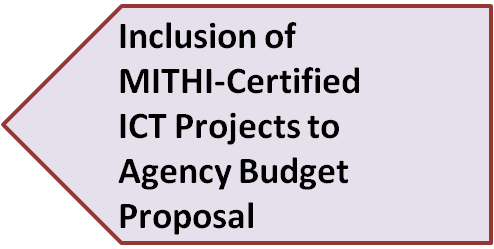 Inclusion of
MITHI-Certified
ICT Projects to
Agency Budget
Proposal